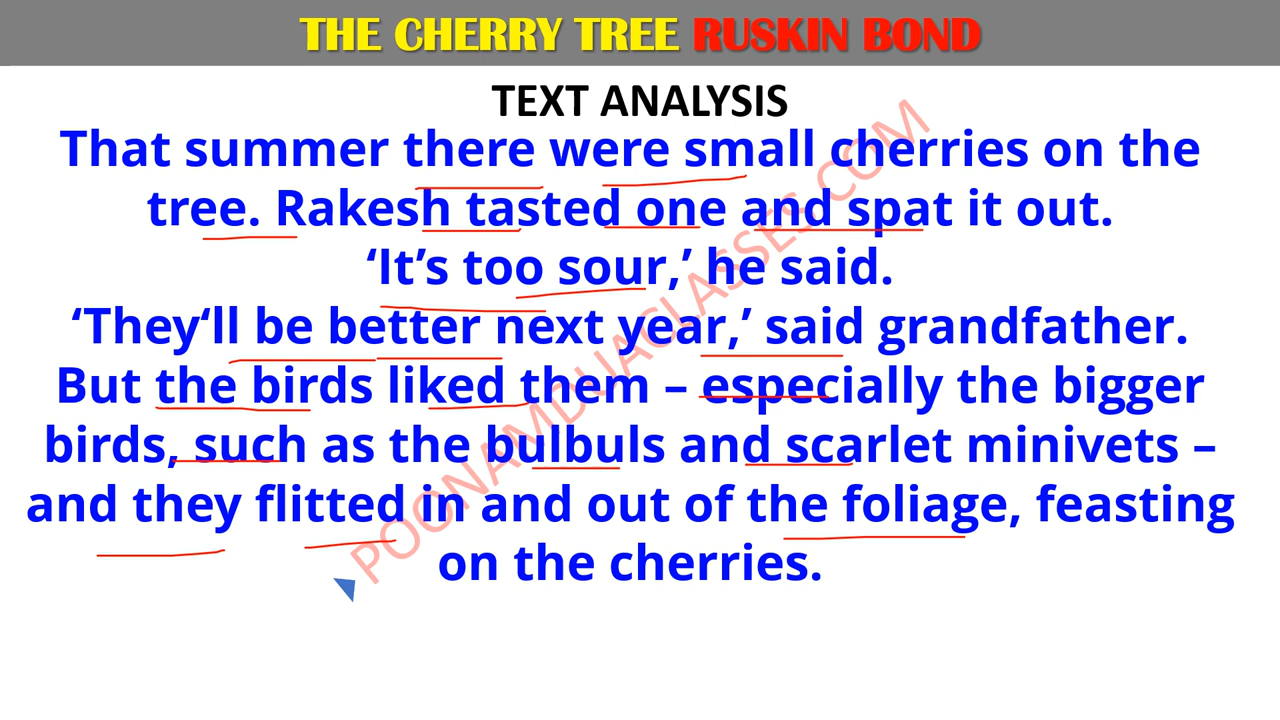 THE CHERRY TREE RUSKIN BOND
TEXT ANALYSIS
That summer there were small cherries on the
tree. Rakesh tasted one and spat it out.
‘It’s too sour,’ he said.
‘They‘ll be better next year,’ said grandfather.
But the birds liked them – especially the bigger
birds, such as the bulbuls and scarlet minivets –
and they flitted in and out of the foliage, feasting
on the cherries.
POONAMDUACLASSES.COM